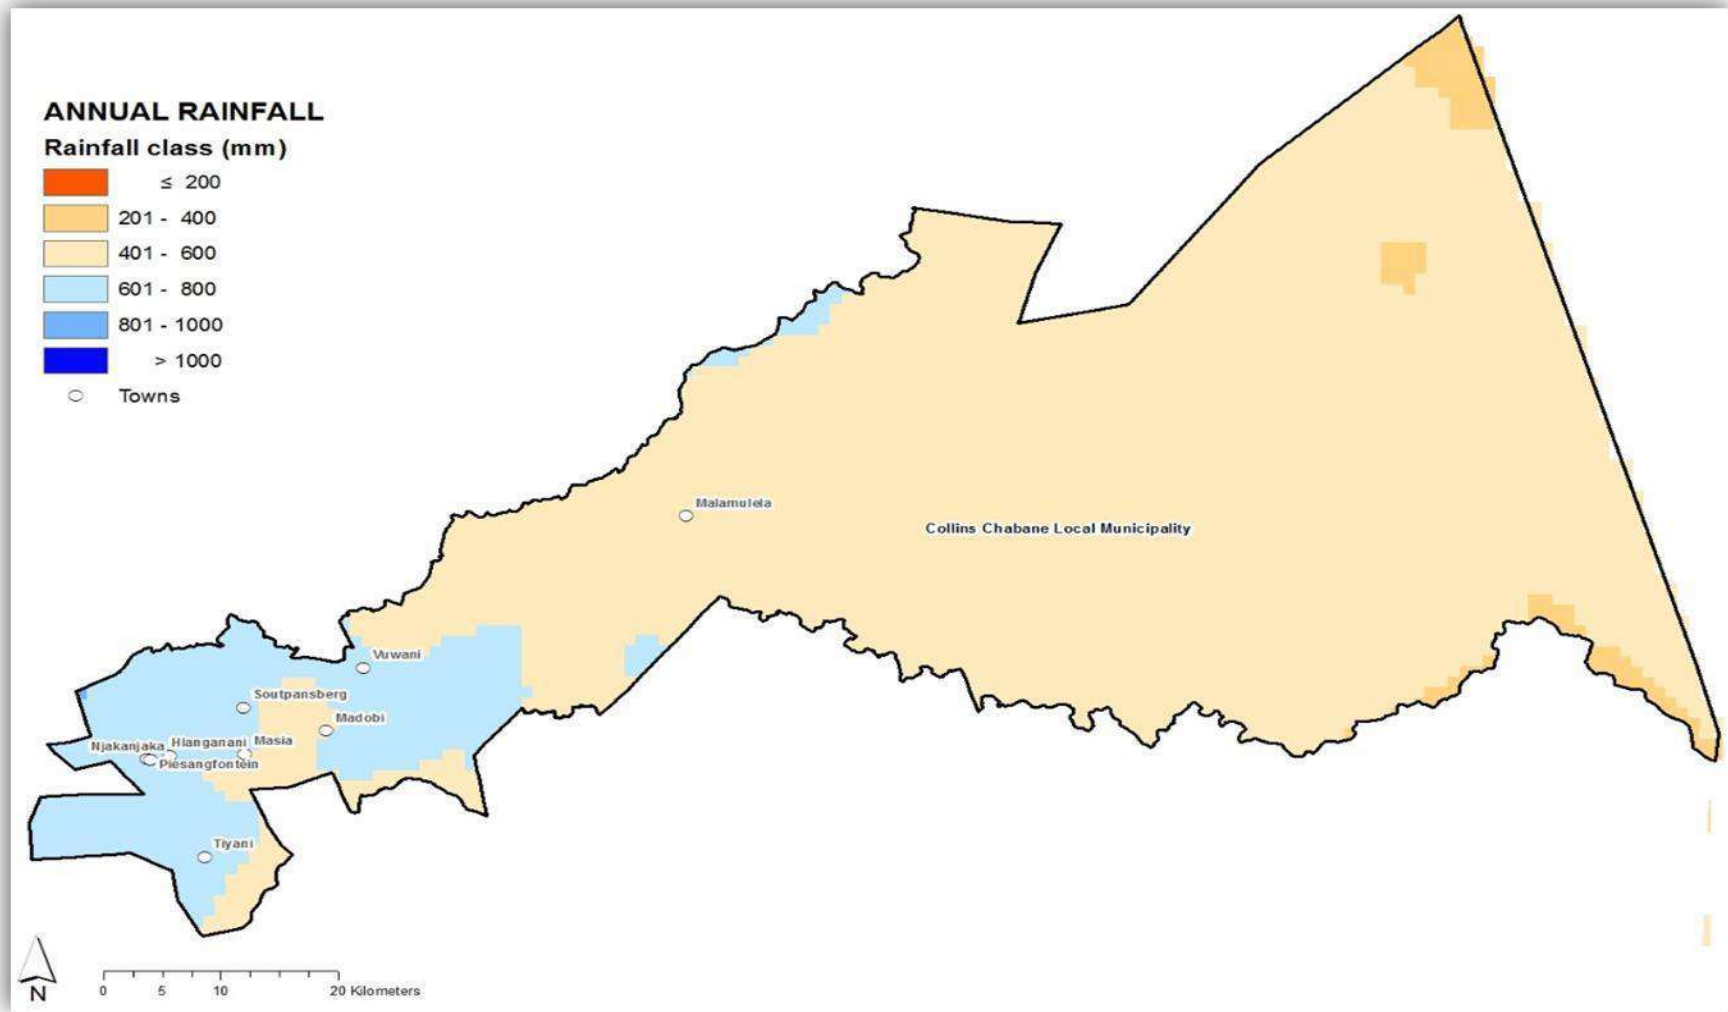 ANNUAL RAINFALL
Rainfall class (mm)
≤ 200
201 - 400
401 - 600
601 - 800
801 - 1000
> 1000
Towns
Malamulela
Collins Chabane Local Municipality
Vuwani
Soutpansberg
Madobi
Njakanjaka
Hlanganani
Masia
Piesangfontein
Tiyani
N
0 5 10 20 Kilometers